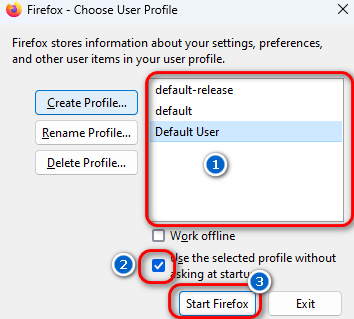 Firefox - Choose User Profile
Firefox stores information about your settings, preferences,
and other user items in your user profile.
Create Profile...
Rename Profile...
Delete Profile...
default-release
default
Default User
1
Work offline
2
Use the selected profile without
asking at startup
3
Start Firefox
Exit